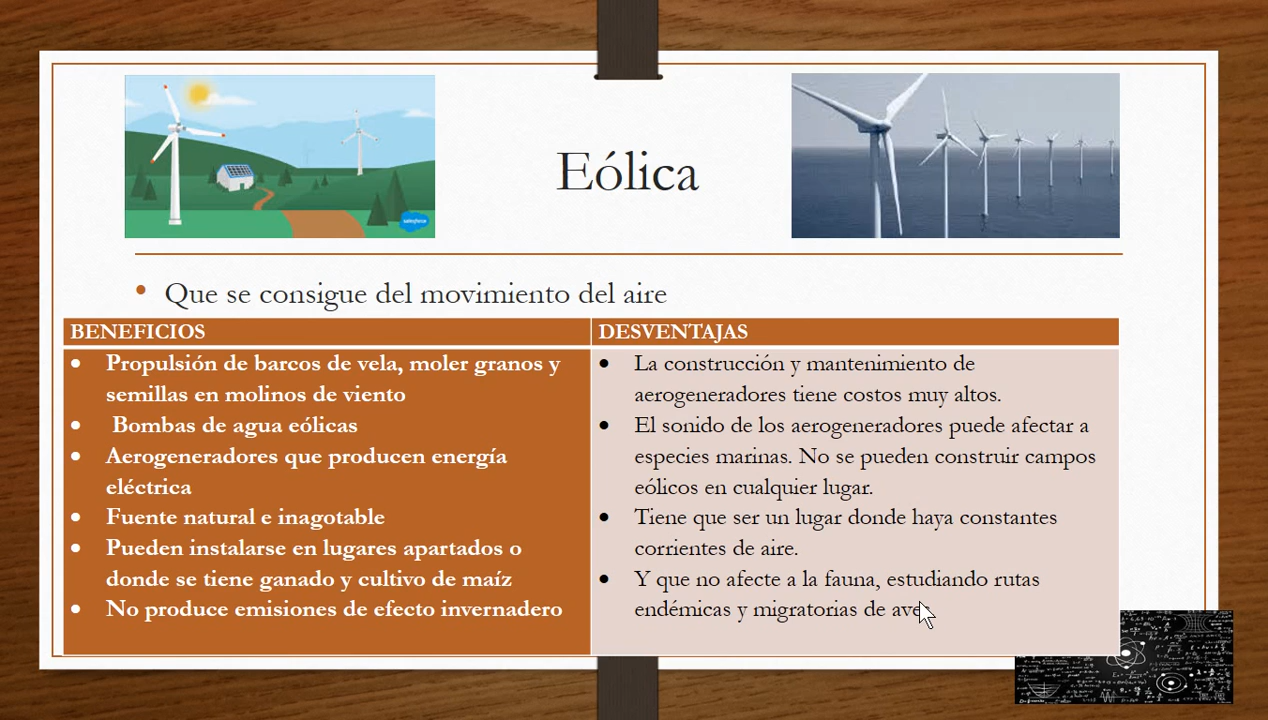 Eólica
salesforce
Que se consigue del movimiento del aire
BENEFICIOS
Propulsión de barcos de vela, moler granos y
semillas en molinos de viento
Bombas de agua eólicas
Aerogeneradores que producen energía
eléctrica
Fuente natural e inagotable
Pueden instalarse en lugares apartados o
donde se tiene ganado y cultivo de maíz
No produce emisiones de efecto invernadero
DESVENTAJAS
La construcción y mantenimiento de
aerogeneradores tiene costos muy altos.
El sonido de los aerogeneradores puede afectar a
especies marinas. No se pueden construir campos
eólicos en cualquier lugar.
Tiene que ser un lugar donde haya constantes
corrientes de aire.
Y que no afecte a la fauna, estudiando rutas
endémicas y migratorias de aves